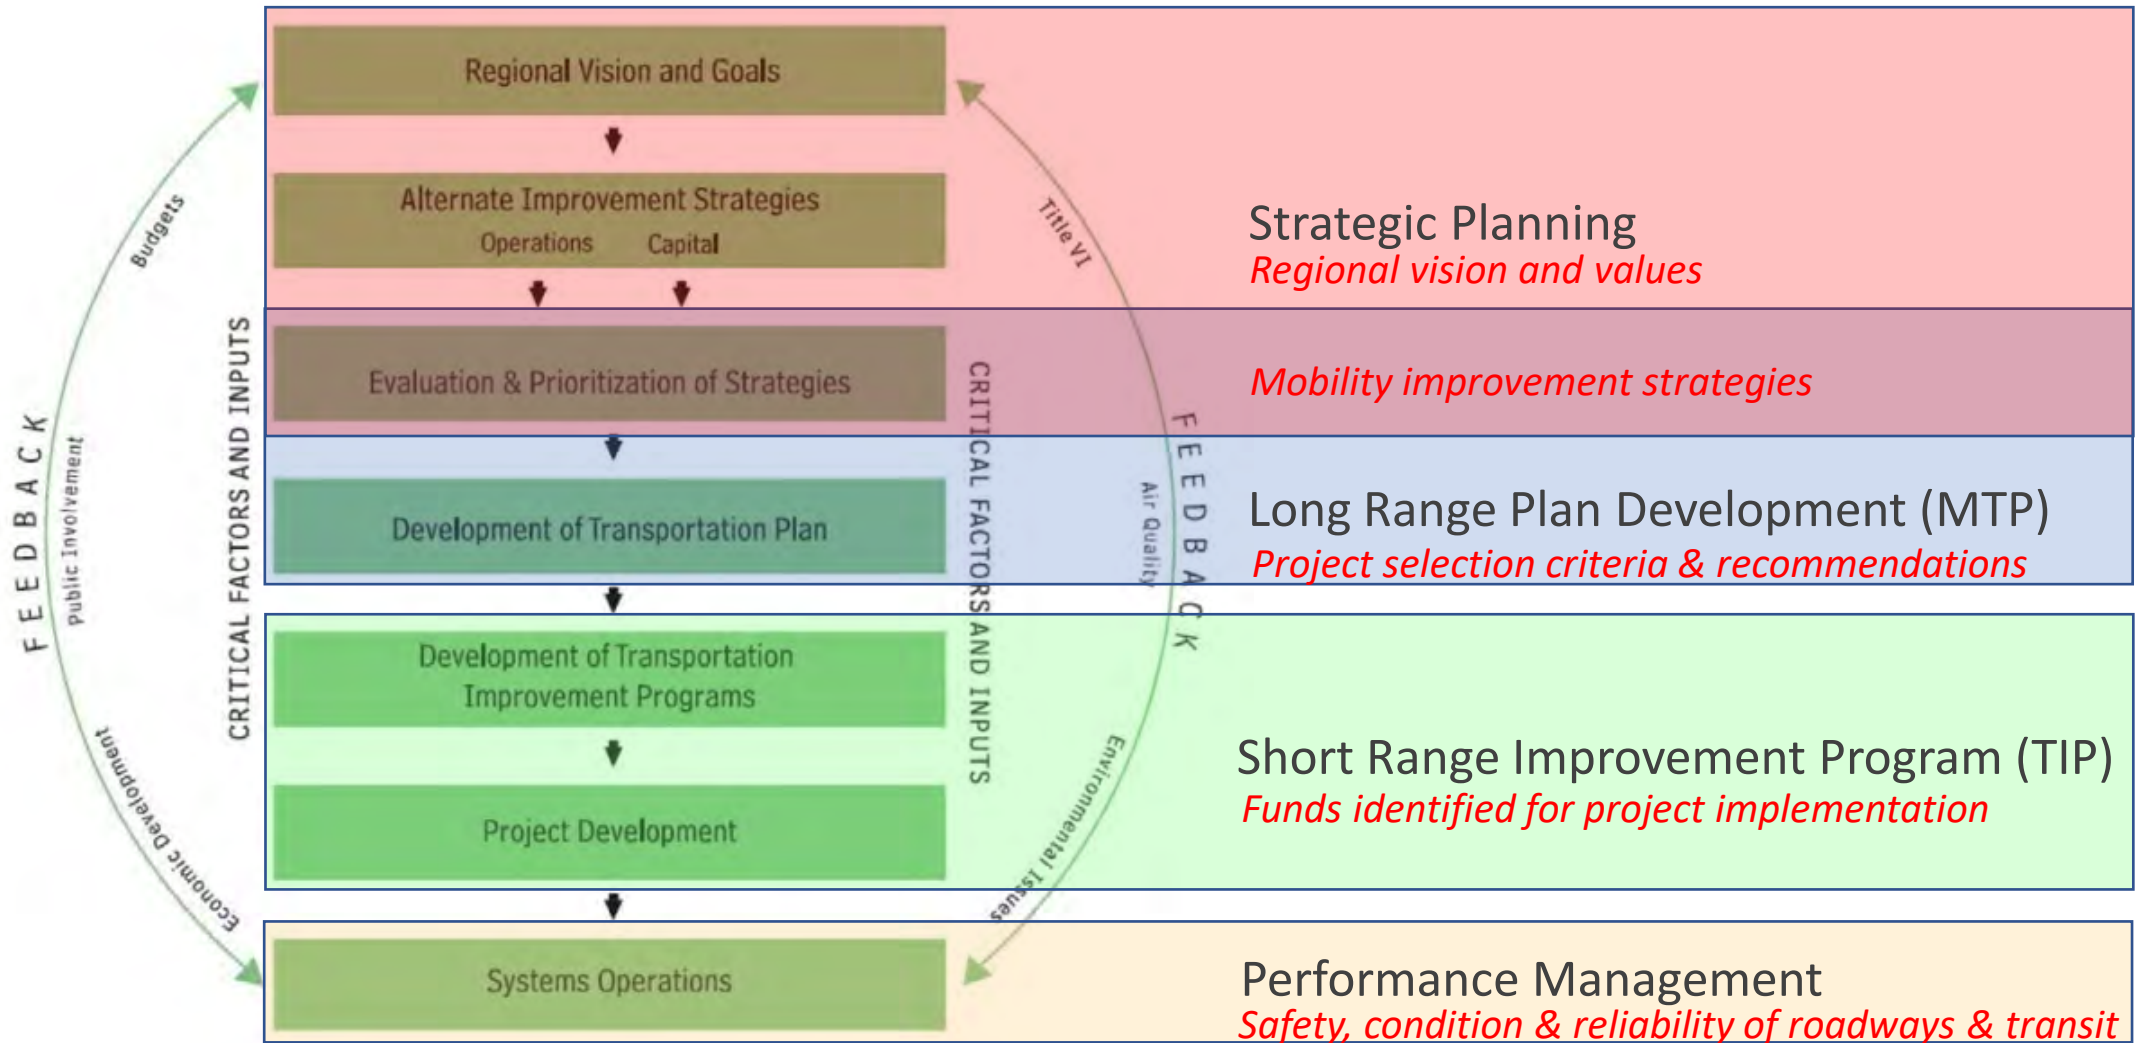 Regional Vision and Goals
Alternate Improvement Strategies
Operations Capital
Evaluation & Prioritization of Strategies
Development of Transportation Plan
Development of Transportation
Improvement Programs
Project Development
Systems Operations
FEEDBACK
Budgets
Public Involvement
Economic Development
CRITICAL FACTORS AND INPUTS
CRITICAL FACTORS AND INPUTS
FEEDBACK
Title VI
Air Quality
Environmental Issues
Strategic Planning
Regional vision and values
Mobility improvement strategies
Long Range Plan Development (MTP)
Project selection criteria & recommendations
Short Range Improvement Program (TIP)
Funds identified for project implementation
Performance Management
Safety, condition & reliability of roadways & transit